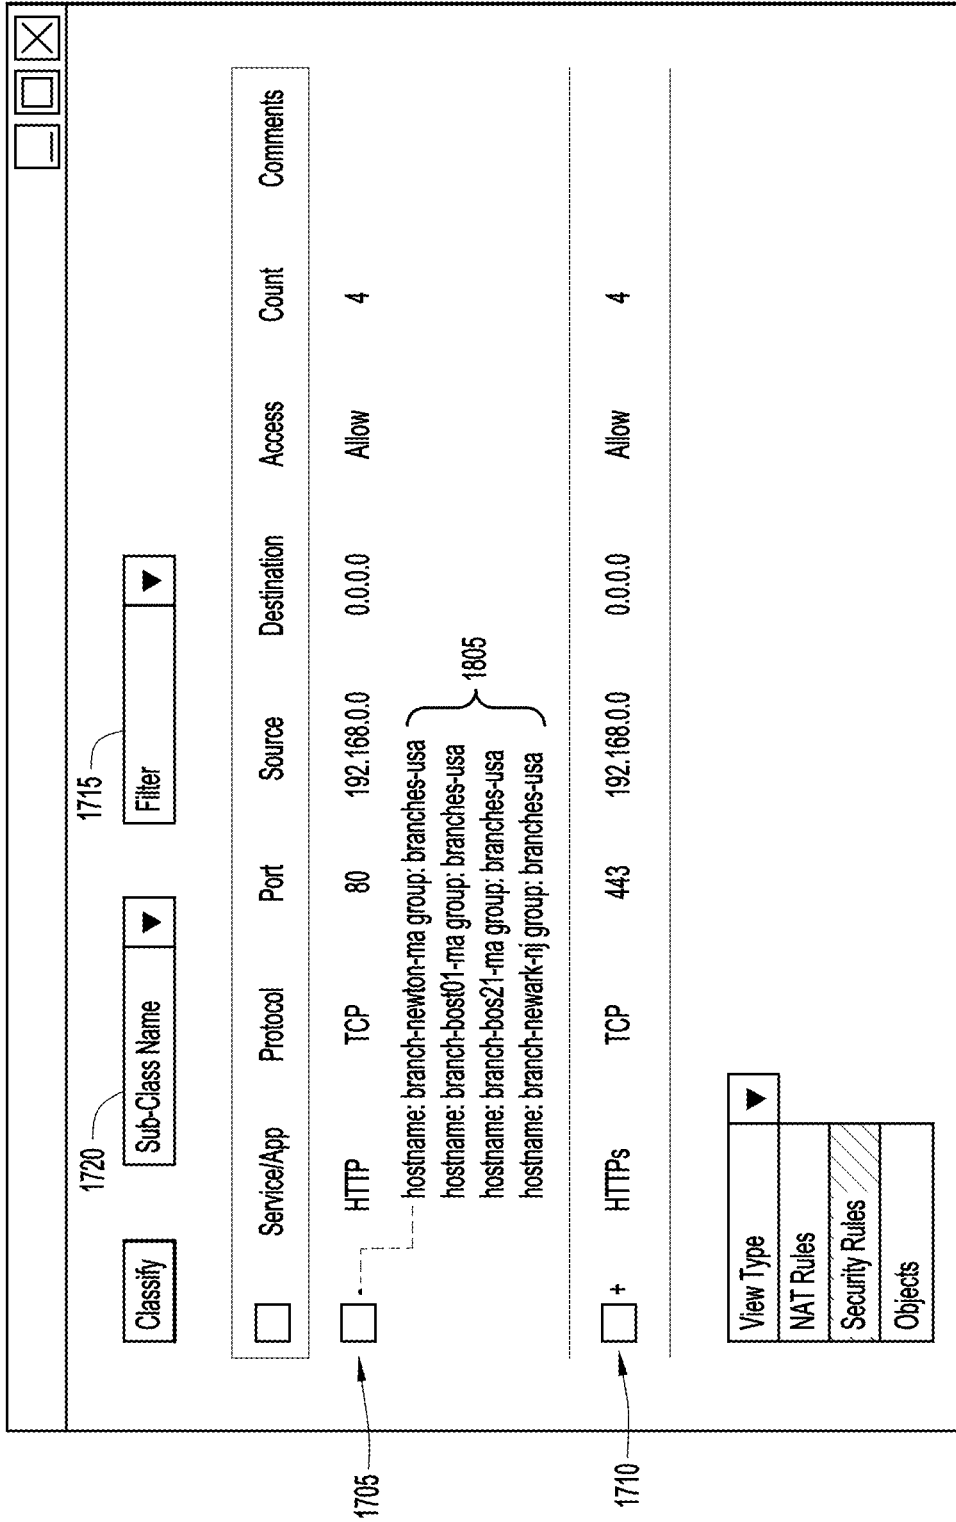 1720
1715
Classify
Sub-Class Name
Filter
Service/App Protocol Port Source Destination Access Count Comments
1705
- HTTP TCP 80 192.168.0.0 0.0.0.0 Allow 4
hostname: branch-newton-ma group: branches-usa
hostname: branch-bost01-ma group: branches-usa
hostname: branch-bos21-ma group: branches-usa
hostname: branch-newark-nj group: branches-usa
1805
1710
+ HTTPs TCP 443 192.168.0.0 0.0.0.0 Allow 4
View Type
NAT Rules
Security Rules
Objects